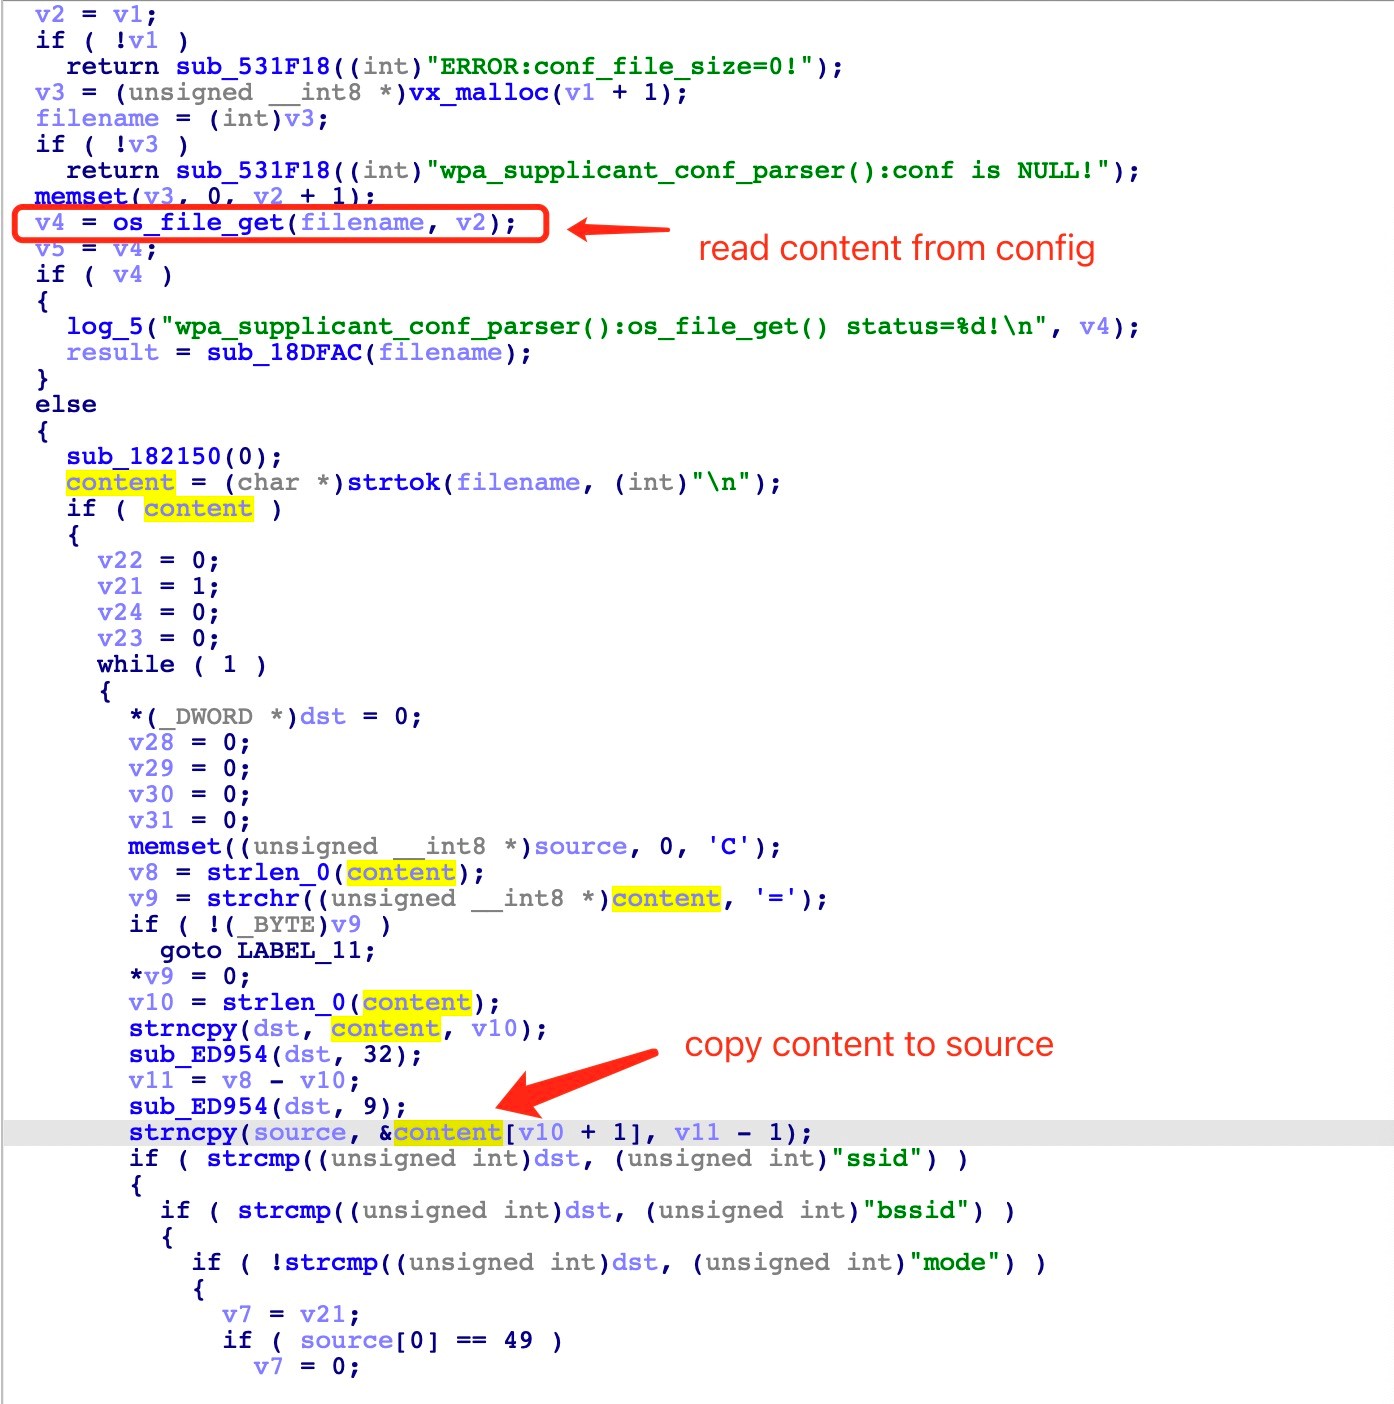 v2 = v1;
if ( !v1 )
return sub_531F18((int)"ERROR:conf_file_size=0!");
v3 = (unsigned __int8 *)vx_malloc(v1 + 1);
filename = (int)v3;
if ( !v3 )
return sub_531F18((int)"wpa_supplicant_conf_parser():conf is NULL!");
memset(v3, 0, v2 + 1);
v4 = os_file_get(filename, v2);
read content from config
v5 = v4;
if ( v4 )
{
log_5("wpa_supplicant_conf_parser():os_file_get() status=%d!\n", v4);
result = sub_18DFAC(filename);
}
else
{
sub_182150(0);
content = (char *)strtok(filename, (int)"\n");
if ( content )
{
v22 = 0;
v21 = 1;
v24 = 0;
v23 = 0;
while ( 1 )
{
*(_DWORD *)dst = 0;
v28 = 0;
v29 = 0;
v30 = 0;
v31 = 0;
memset((unsigned __int8 *)source, 0, 'C');
v8 = strlen_0(content);
v9 = strchr((unsigned __int8 *)content, '=');
if ( !(_BYTE)v9 )
goto LABEL_11;
*v9 = 0;
v10 = strlen_0(content);
strncpy(dst, content, v10);
copy content to source
sub_ED954(dst, 32);
v11 = v8 - v10;
sub_ED954(dst, 9);
strncpy(source, &content[v10 + 1], v11 - 1);
if ( strcmp((unsigned int)dst, (unsigned int)"ssid") )
{
if ( strcmp((unsigned int)dst, (unsigned int)"bssid") )
{
if ( !strcmp((unsigned int)dst, (unsigned int)"mode") )
{
v7 = v21;
if ( source[0] == 49 )
v7 = 0;